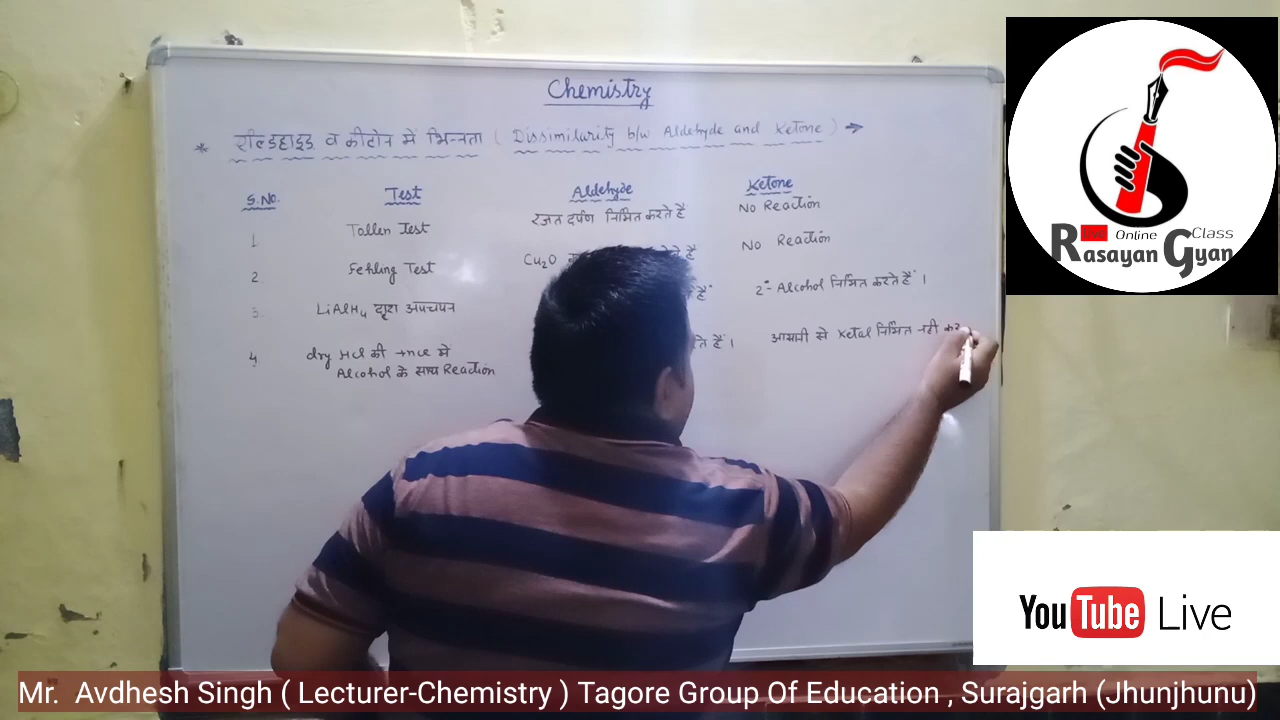 Chemistry
* एल्डिहाइड व कीटोन में भिन्नता ( Dissimilarity b/w Aldehyde and Ketone ) →
S.No. Test Aldehyde Ketone
1 Tollen Test रजत दर्पण निर्मित करते हैं No Reaction
2 Fehling Test Cu₂O No Reaction
3. LiAlH₄ द्वारा अपचयन हैं 2°- Alcohol निर्मित करते हैं ।
4. dry Hcl की +nce में हैं । आसानी से Ketal निर्मित नही
Alcohol के साथ Reaction
Rasayan Gyan
live Online Class
YouTube Live
Mr. Avdhesh Singh ( Lecturer-Chemistry ) Tagore Group Of Education , Surajgarh (Jhunjhunu)